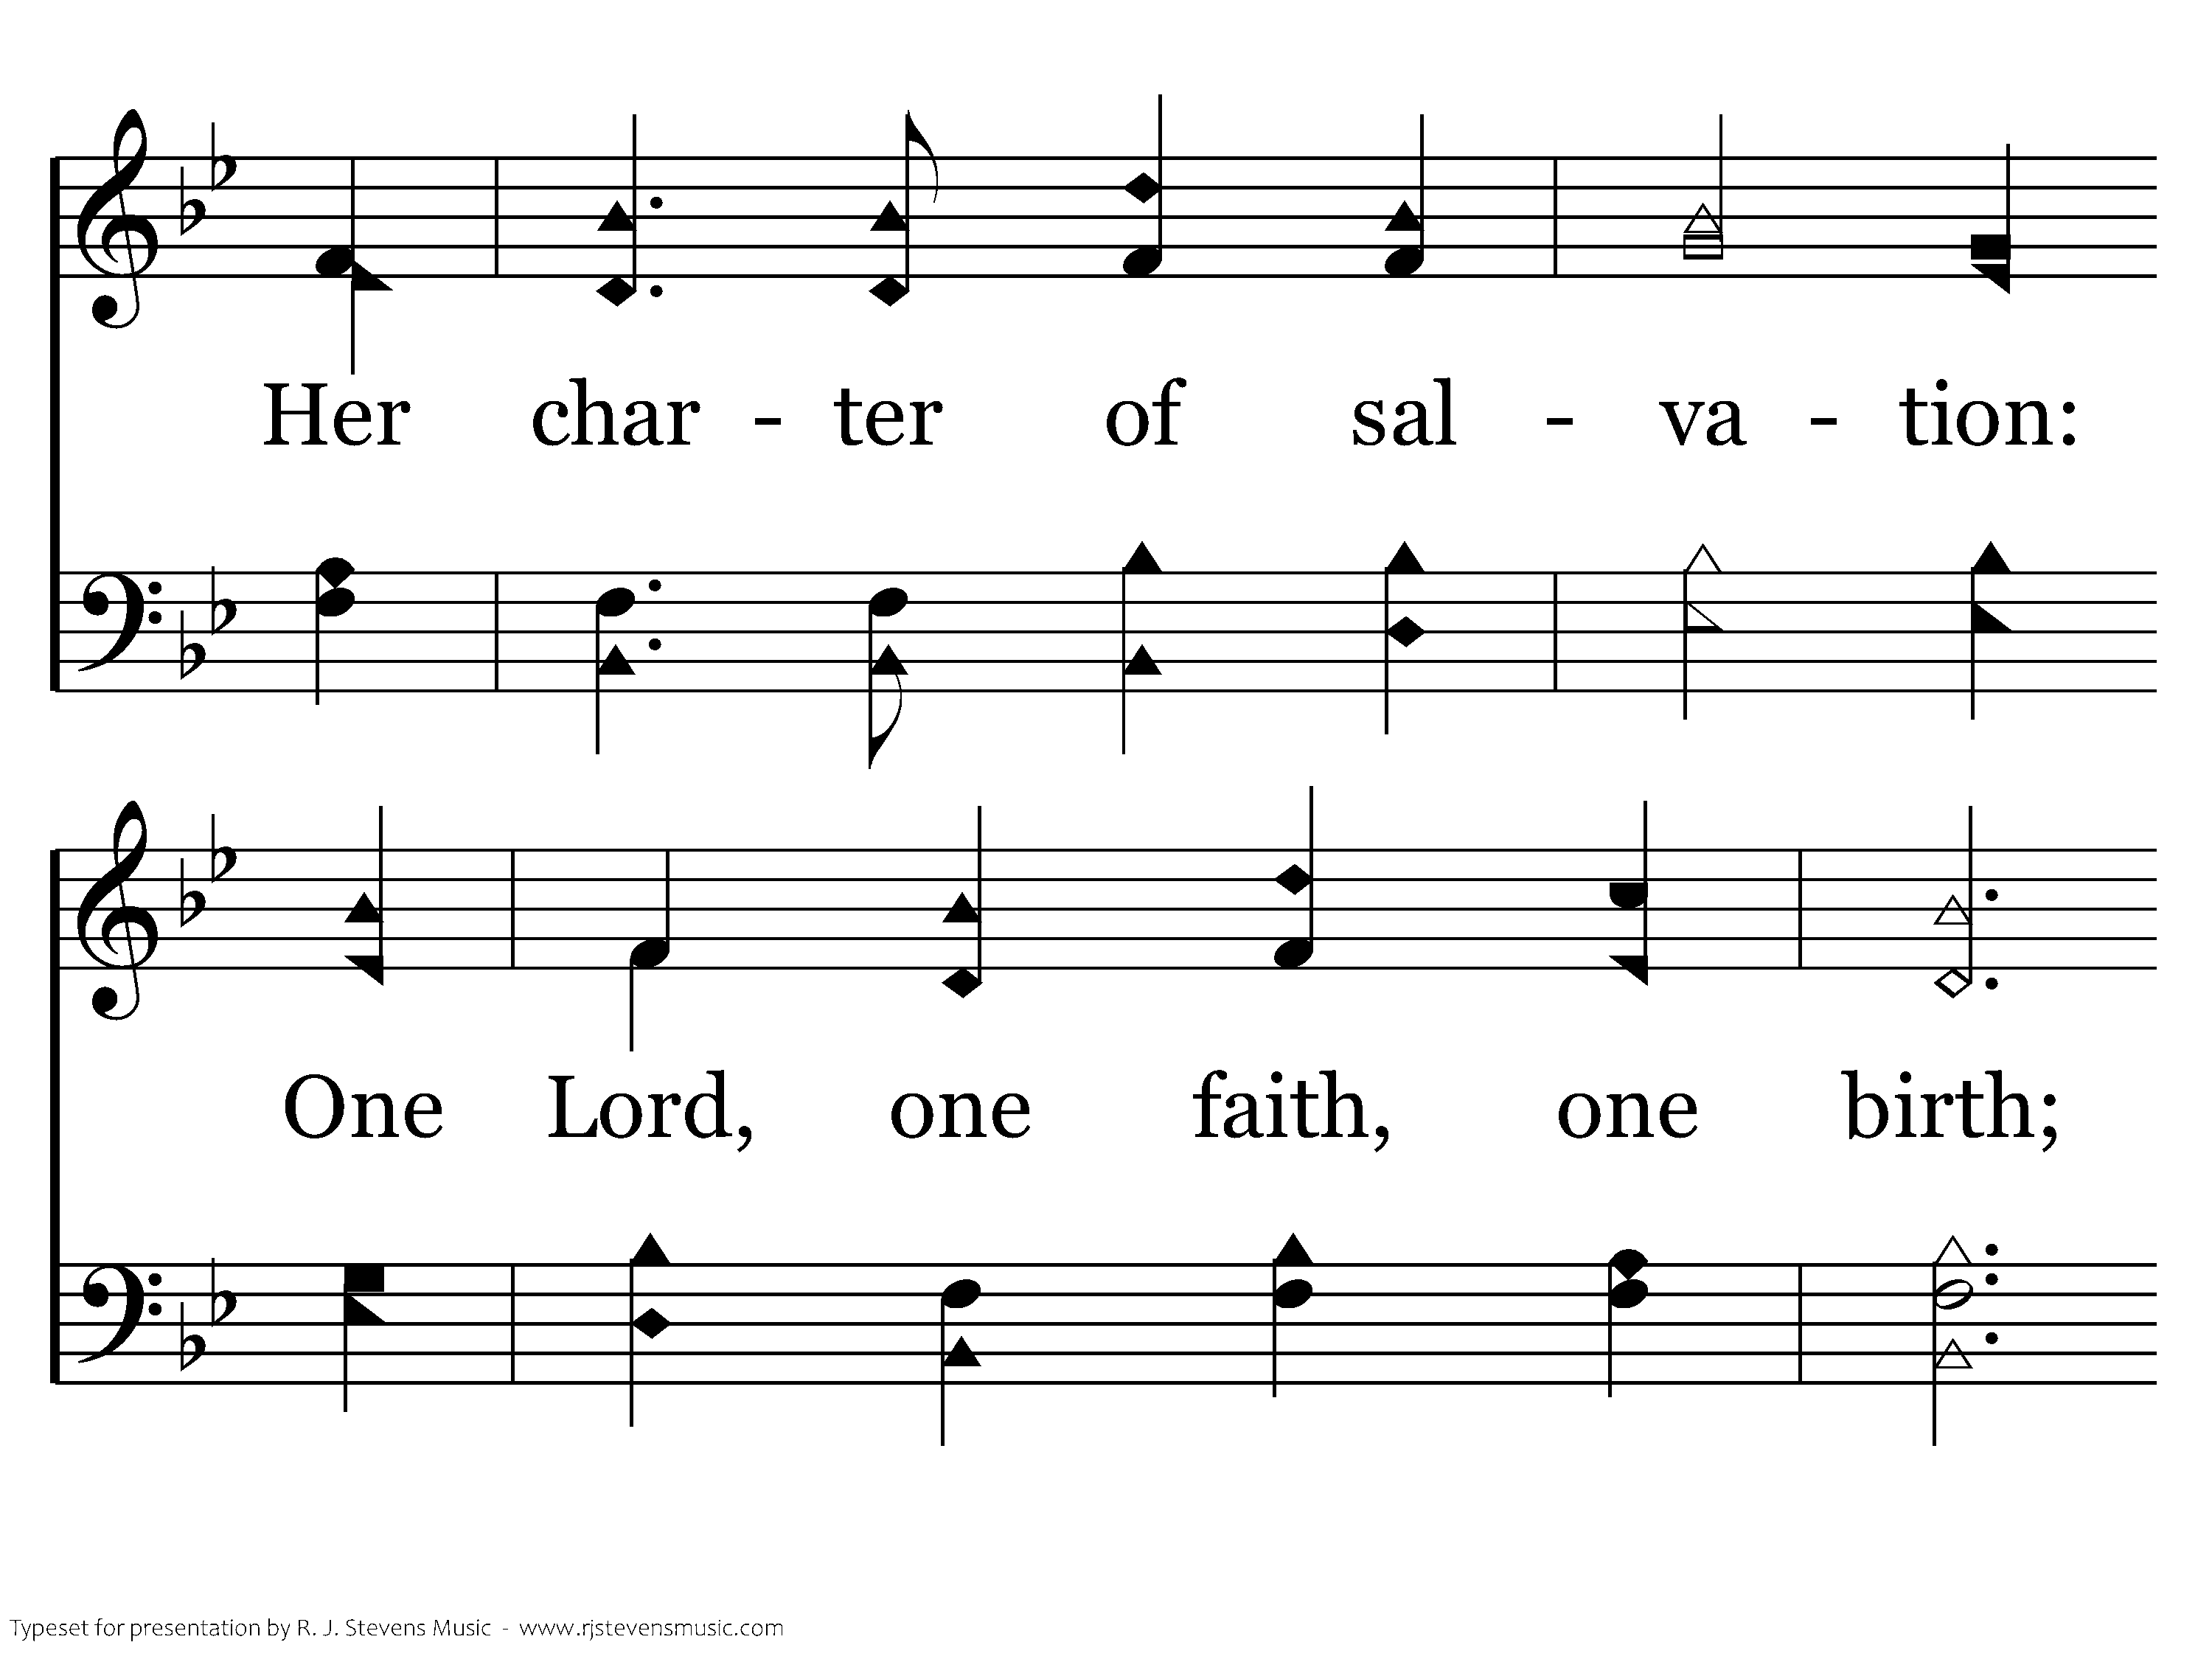 Her char - ter of sal - va - tion:
One Lord, one faith, one birth;
Typeset for presentation by R. J. Stevens Music - www.rjstevensmusic.com